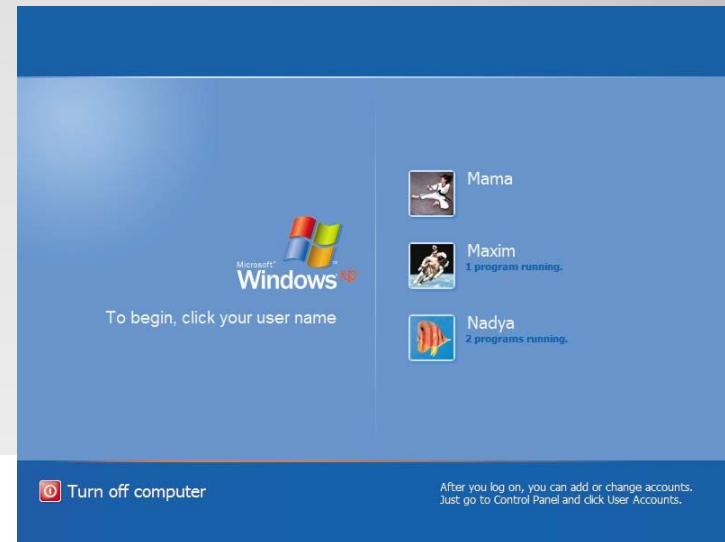 Microsoft
Windows xp
To begin, click your user name
Mama
Maxim
1 program running.
Nadya
2 programs running.
Turn off computer
After you log on, you can add or change accounts.
Just go to Control Panel and click User Accounts.